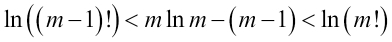 ln((m−1)!) < m ln m − (m−1) < ln(m!)